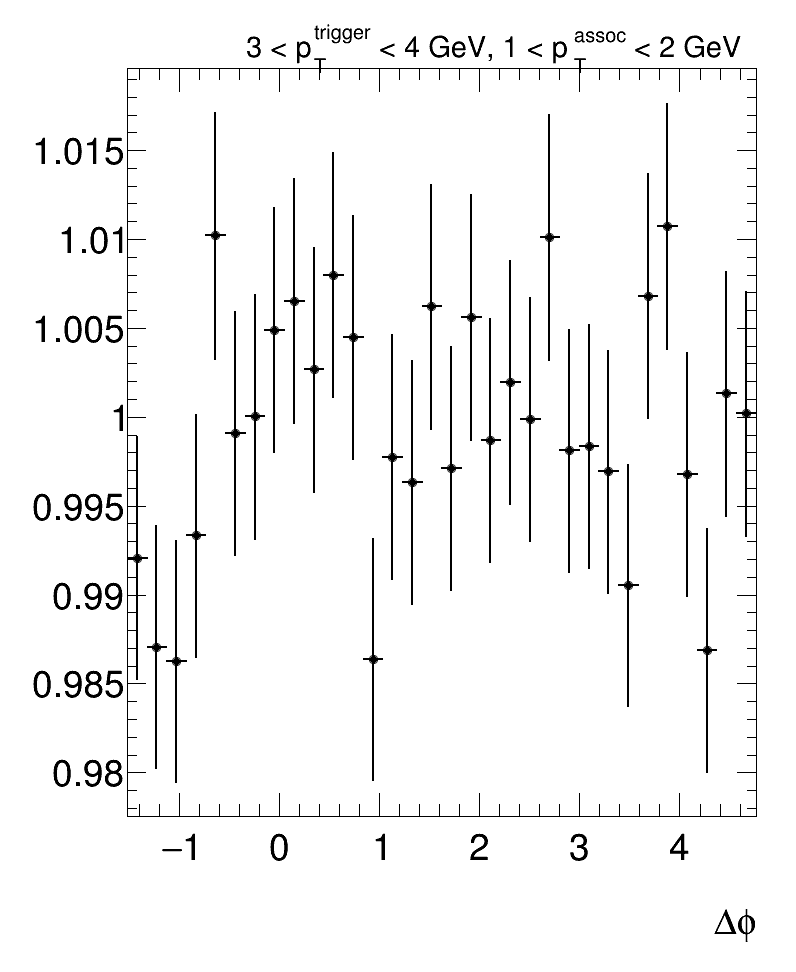 3 < p_T^trigger < 4 GeV, 1 < p_T^assoc < 2 GeV
1.015
1.01
1.005
1
0.995
0.99
0.985
0.98
−1 0 1 2 3 4
Δϕ